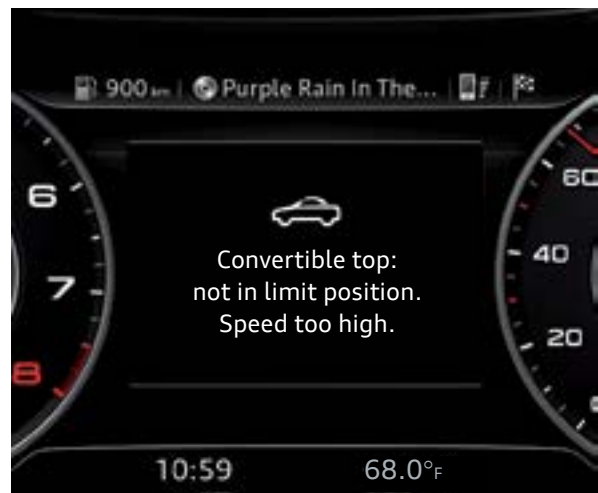 900 km Purple Rain In The...
6
7
8
Convertible top:
not in limit position.
Speed too high.
60
40
20
10:59 68.0°F